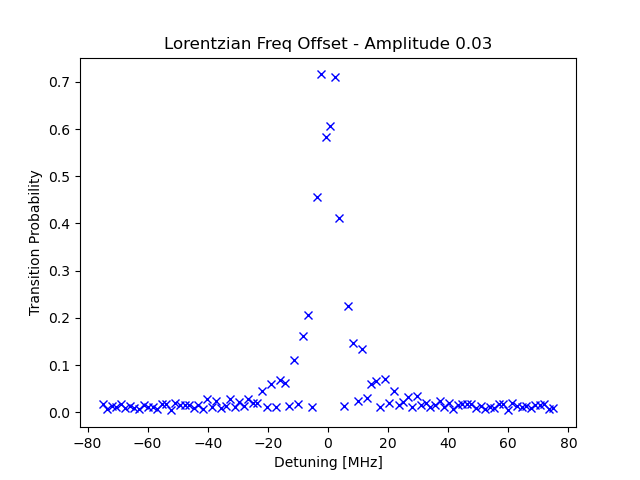 Lorentzian Freq Offset - Amplitude 0.03
Transition Probability
0.7
0.6
0.5
0.4
0.3
0.2
0.1
0.0
−80 −60 −40 −20 0 20 40 60 80
Detuning [MHz]